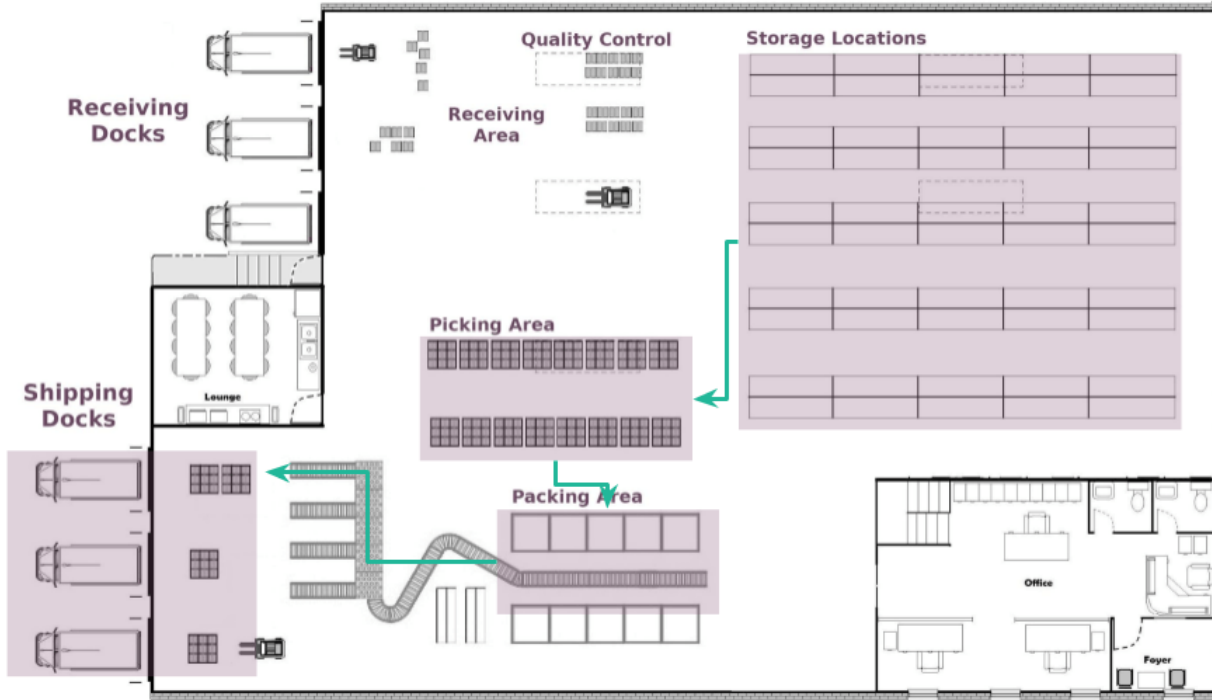 Quality Control
Storage Locations
Receiving
Docks
Receiving
Area
Picking Area
Lounge
Shipping
Docks
Packing Area
Office
Foyer